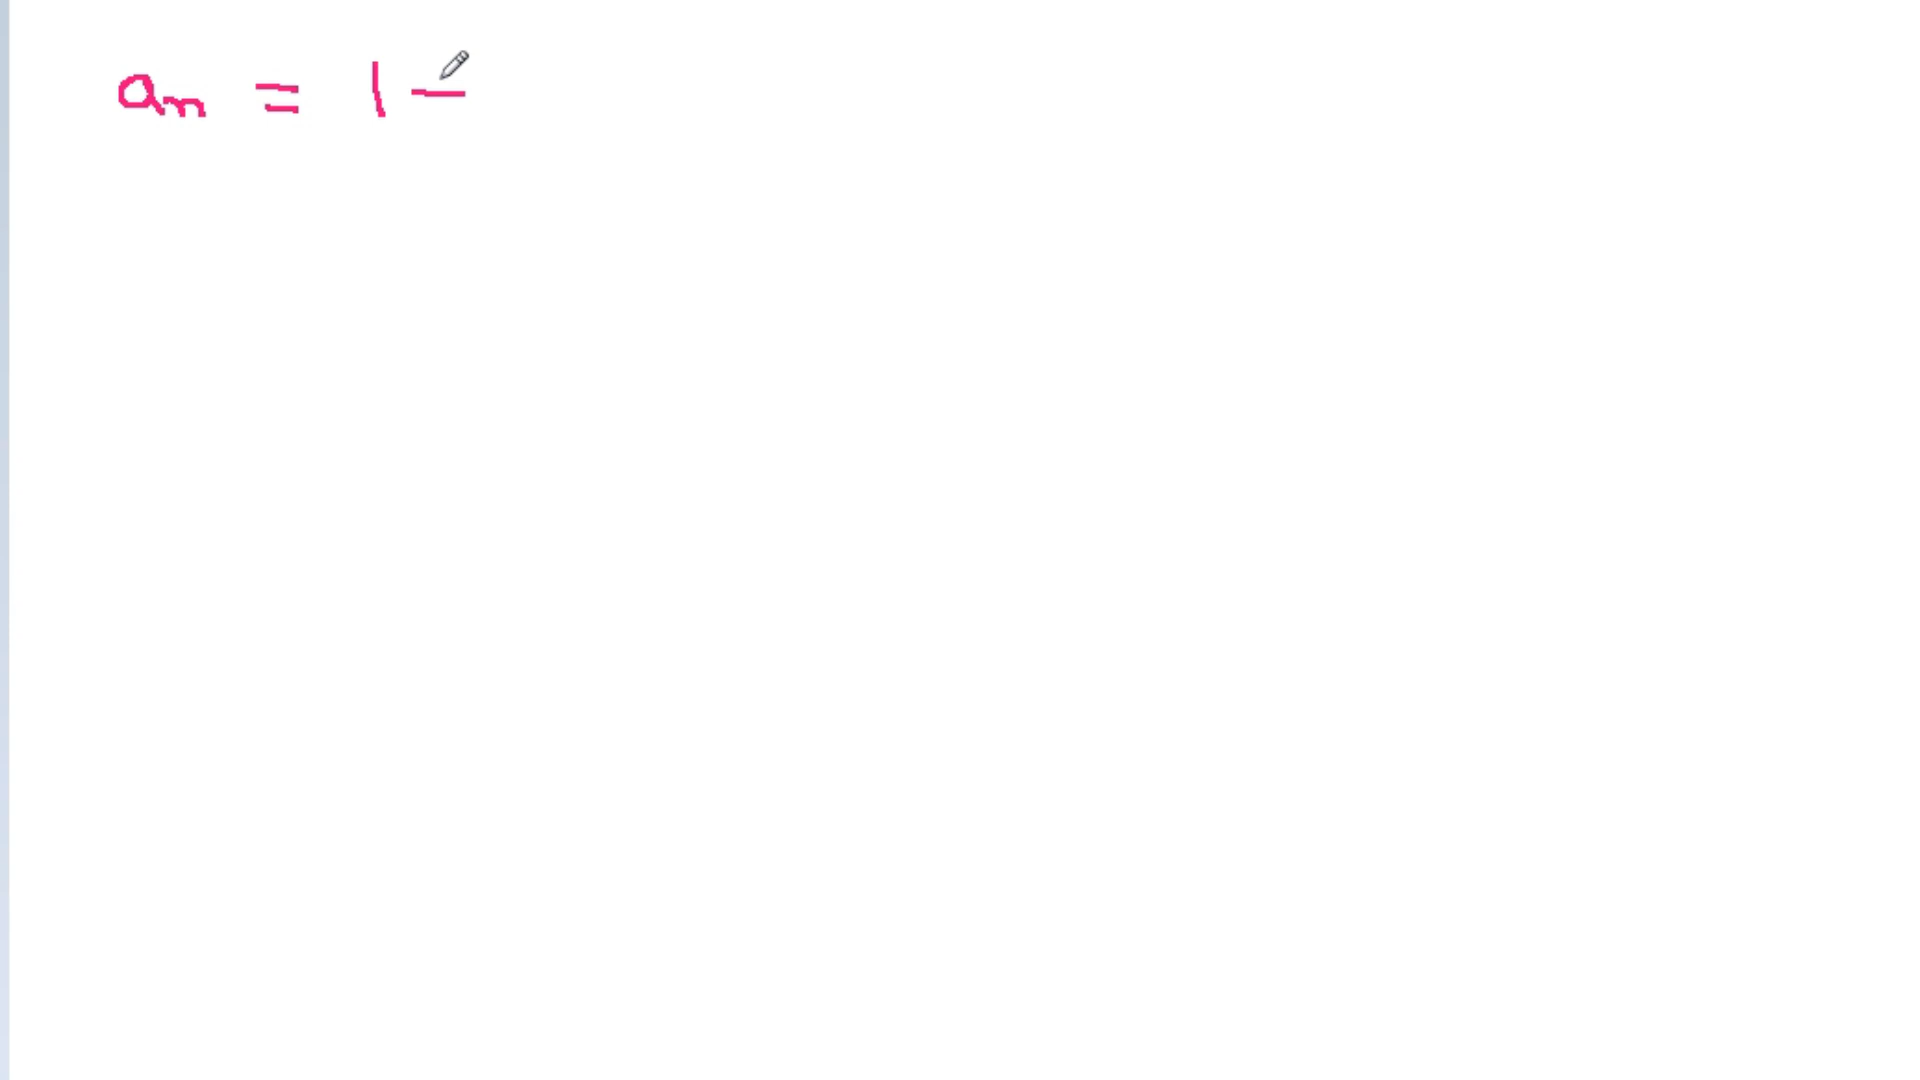 aₙ = 1 −